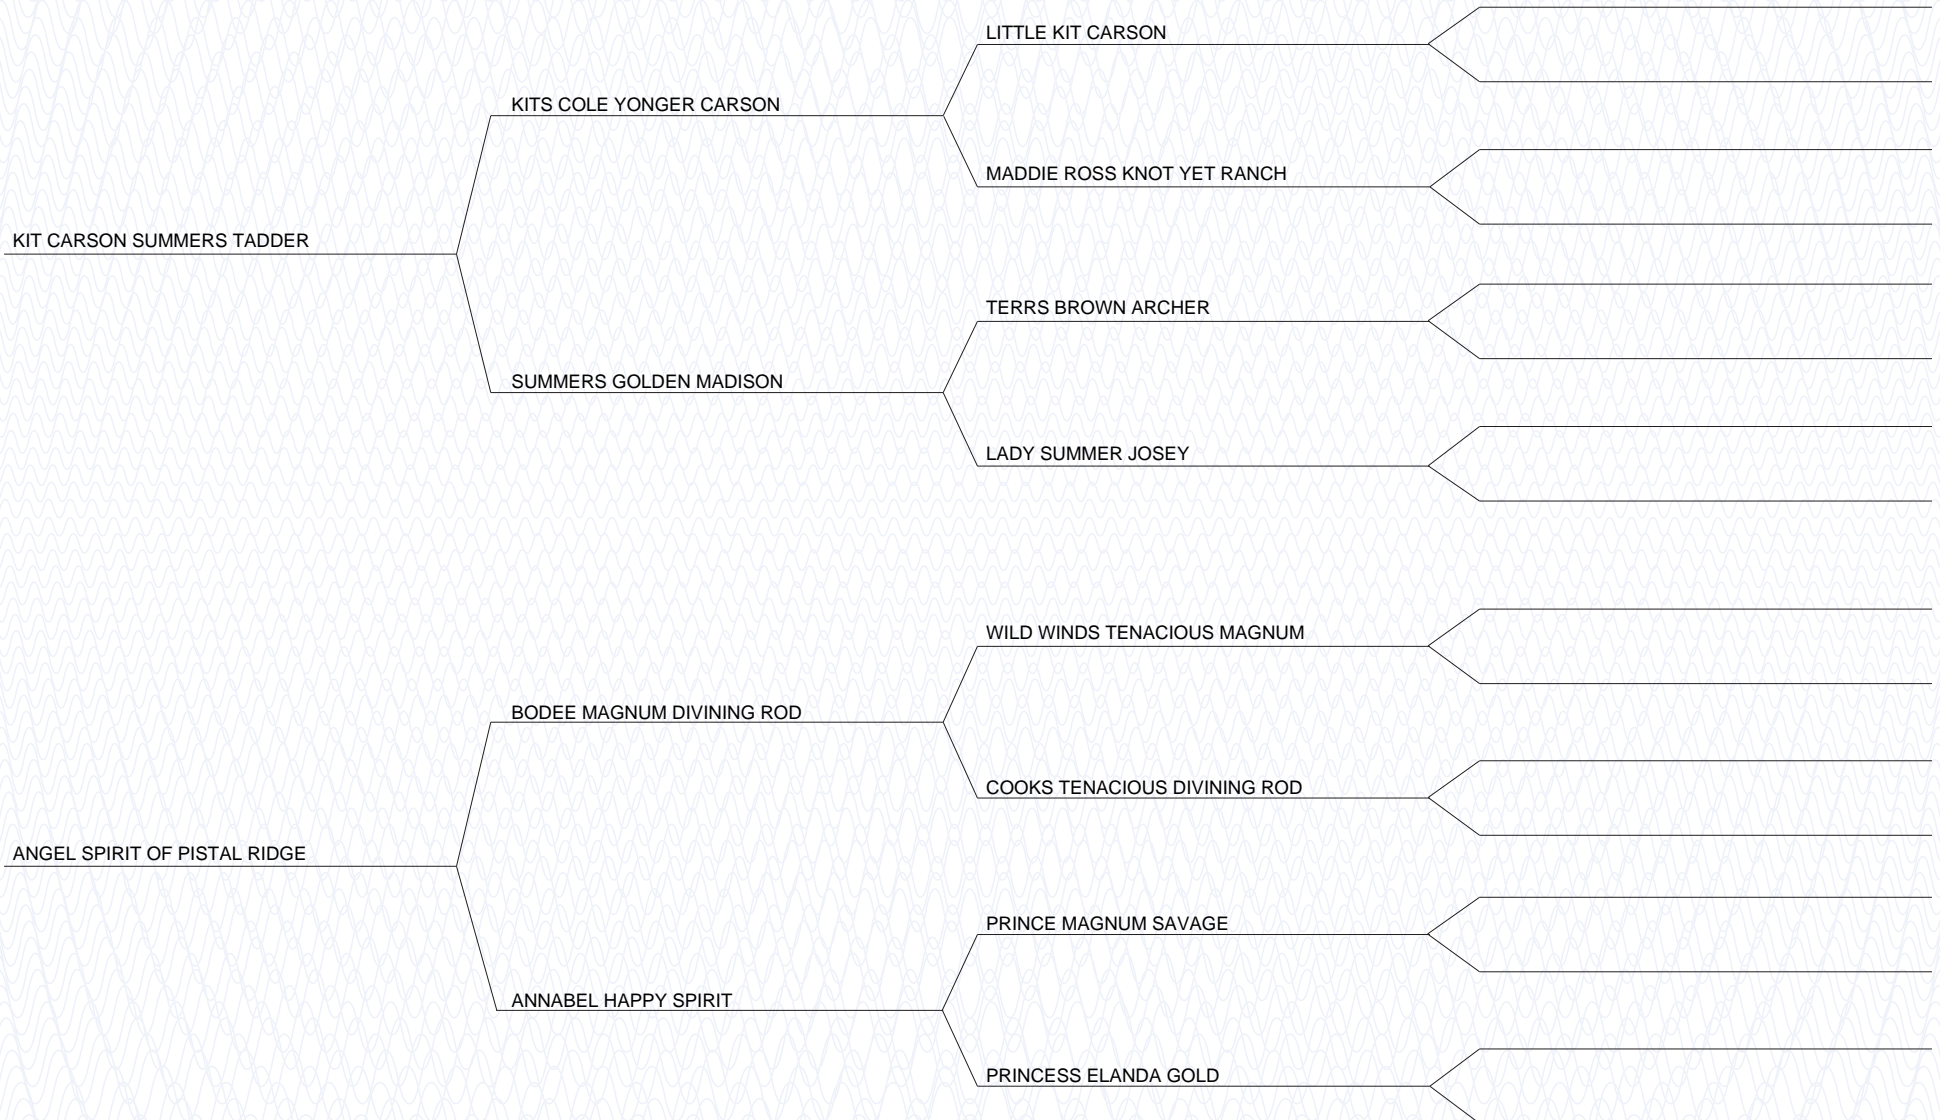 LITTLE KIT CARSON
KITS COLE YONGER CARSON
MADDIE ROSS KNOT YET RANCH
KIT CARSON SUMMERS TADDER
TERRS BROWN ARCHER
SUMMERS GOLDEN MADISON
LADY SUMMER JOSEY
WILD WINDS TENACIOUS MAGNUM
BODEE MAGNUM DIVINING ROD
COOKS TENACIOUS DIVINING ROD
ANGEL SPIRIT OF PISTAL RIDGE
PRINCE MAGNUM SAVAGE
ANNABEL HAPPY SPIRIT
PRINCESS ELANDA GOLD